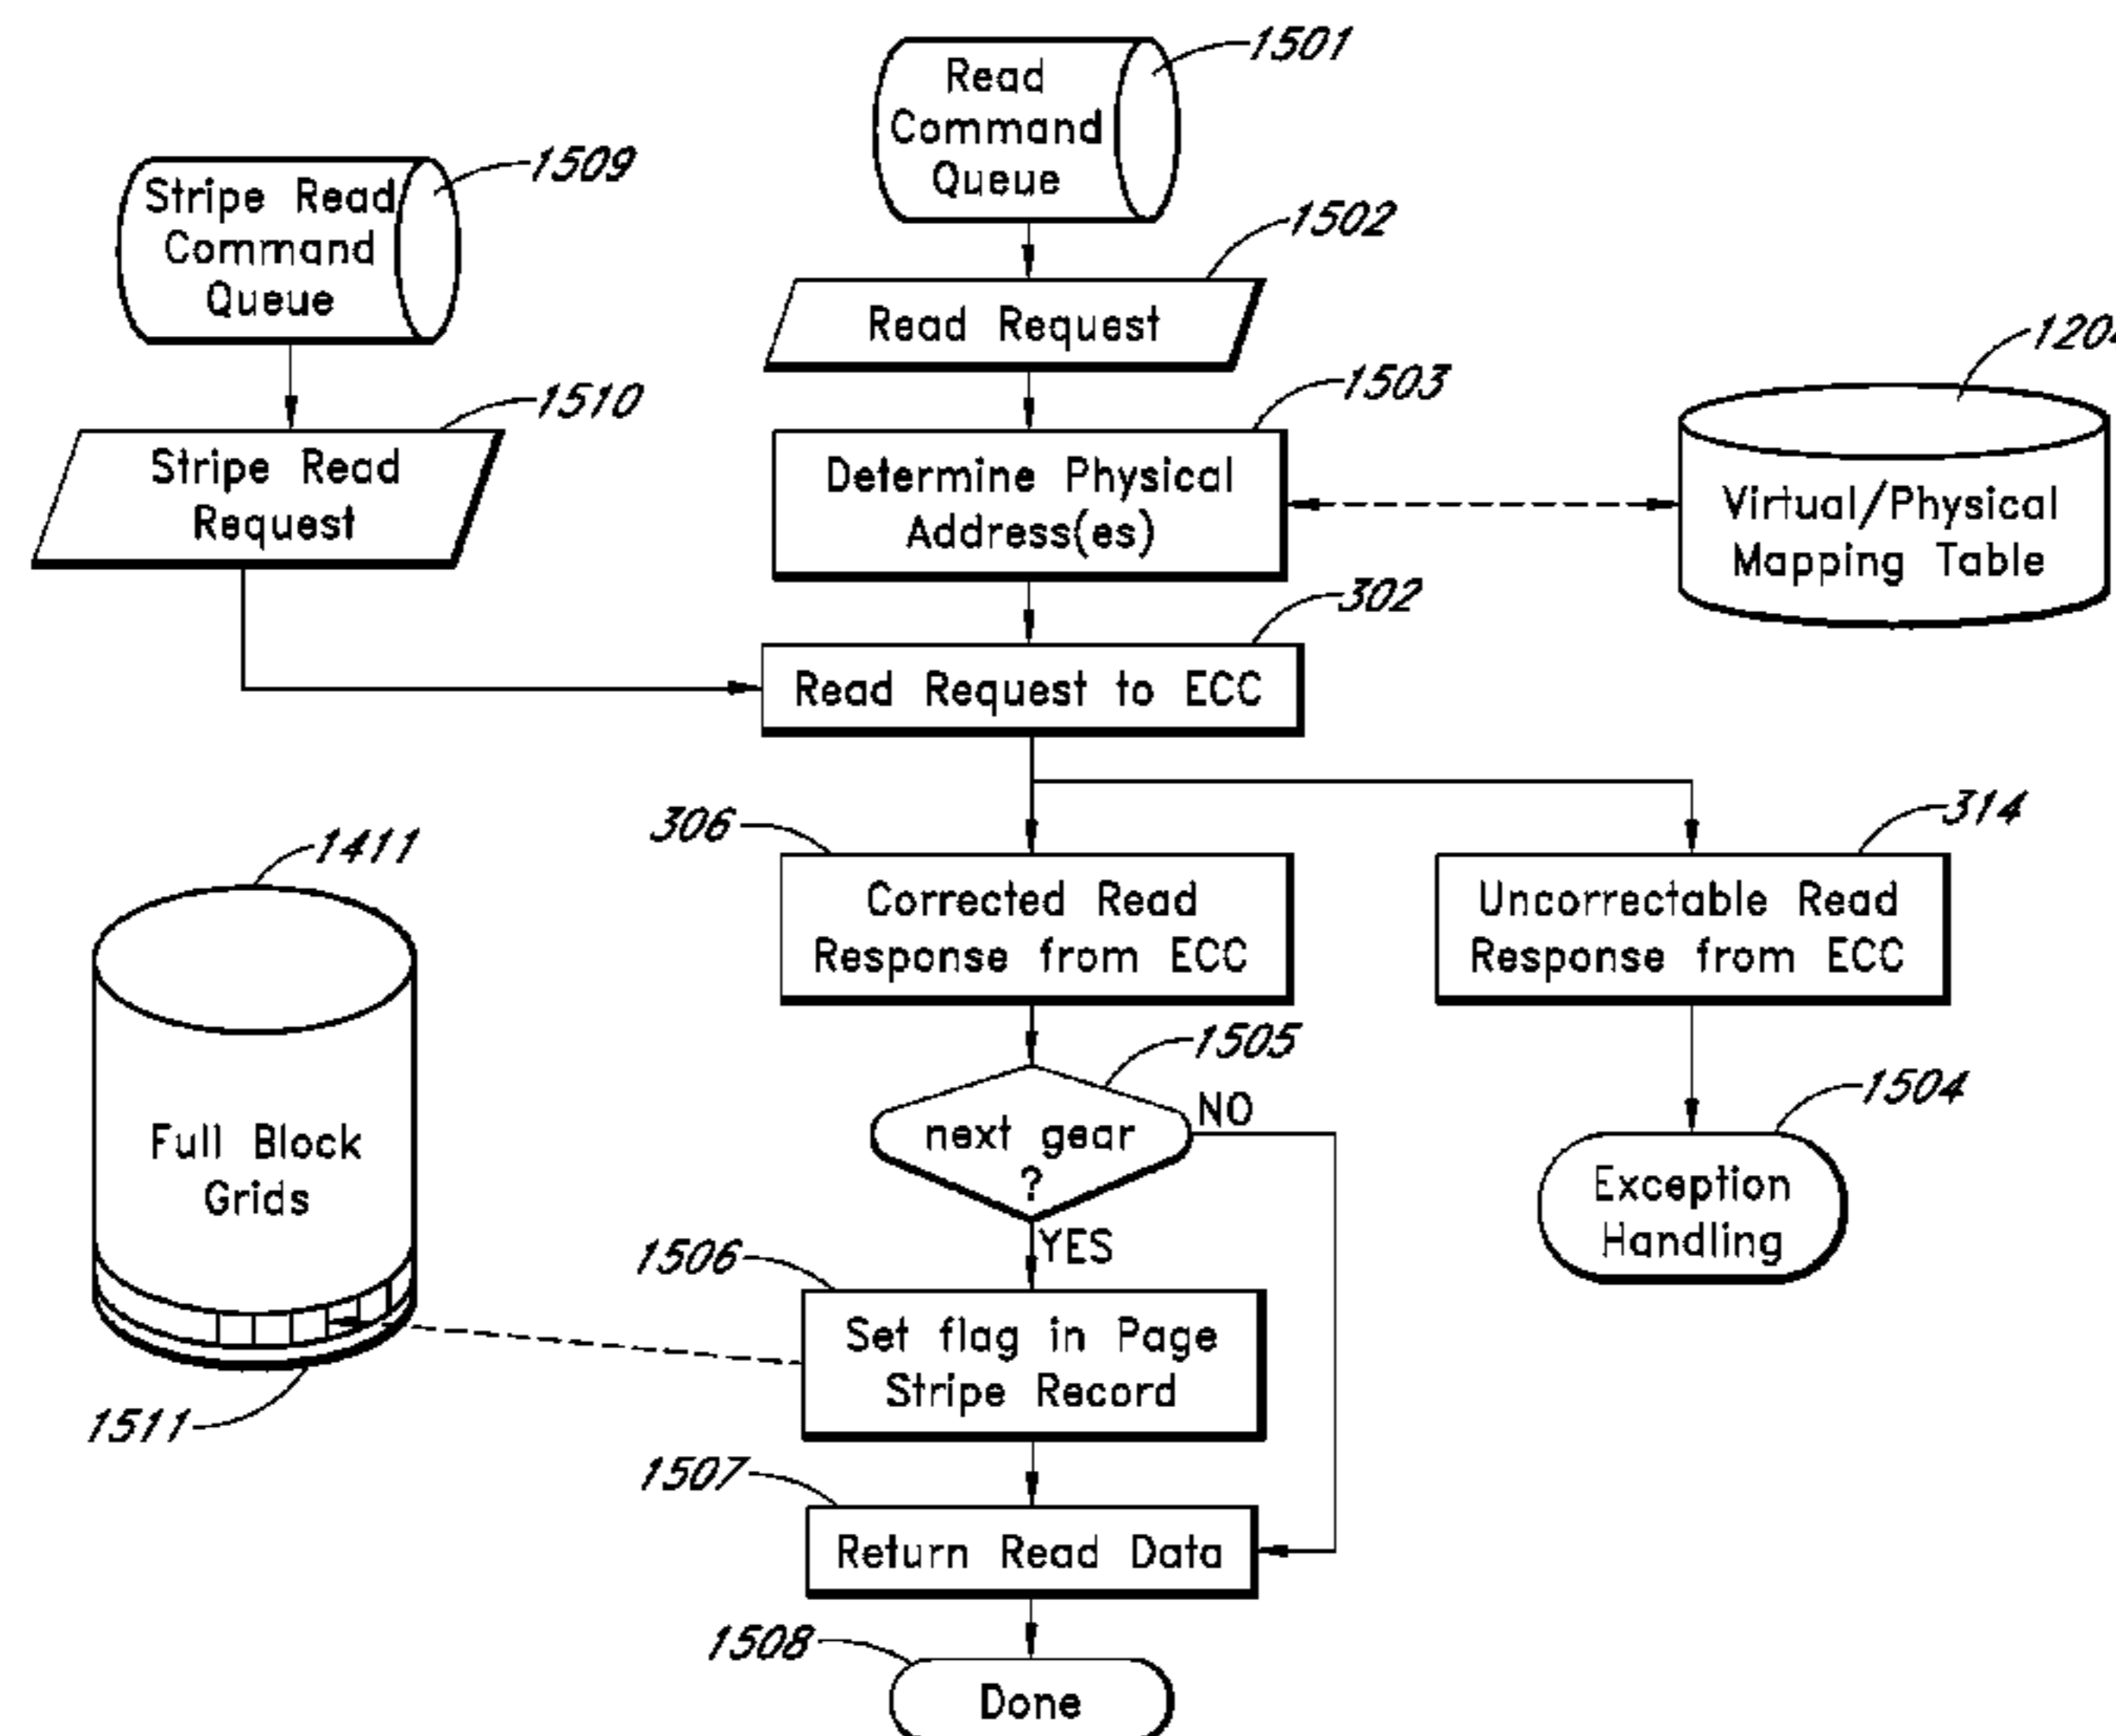 1501
Read
Command
Queue
1509
Stripe Read
Command
Queue
1502
Read Request
1510
Stripe Read
Request
1503
Determine Physical
Address(es)
Virtual/Physical
Mapping Table
302
Read Request to ECC
306
Corrected Read
Response from ECC
314
Uncorrectable Read
Response from ECC
1411
Full Block
Grids
1505
next gear
?
NO
YES
1504
Exception
Handling
1506
Set flag in Page
Stripe Record
1511
1507
Return Read Data
1508
Done